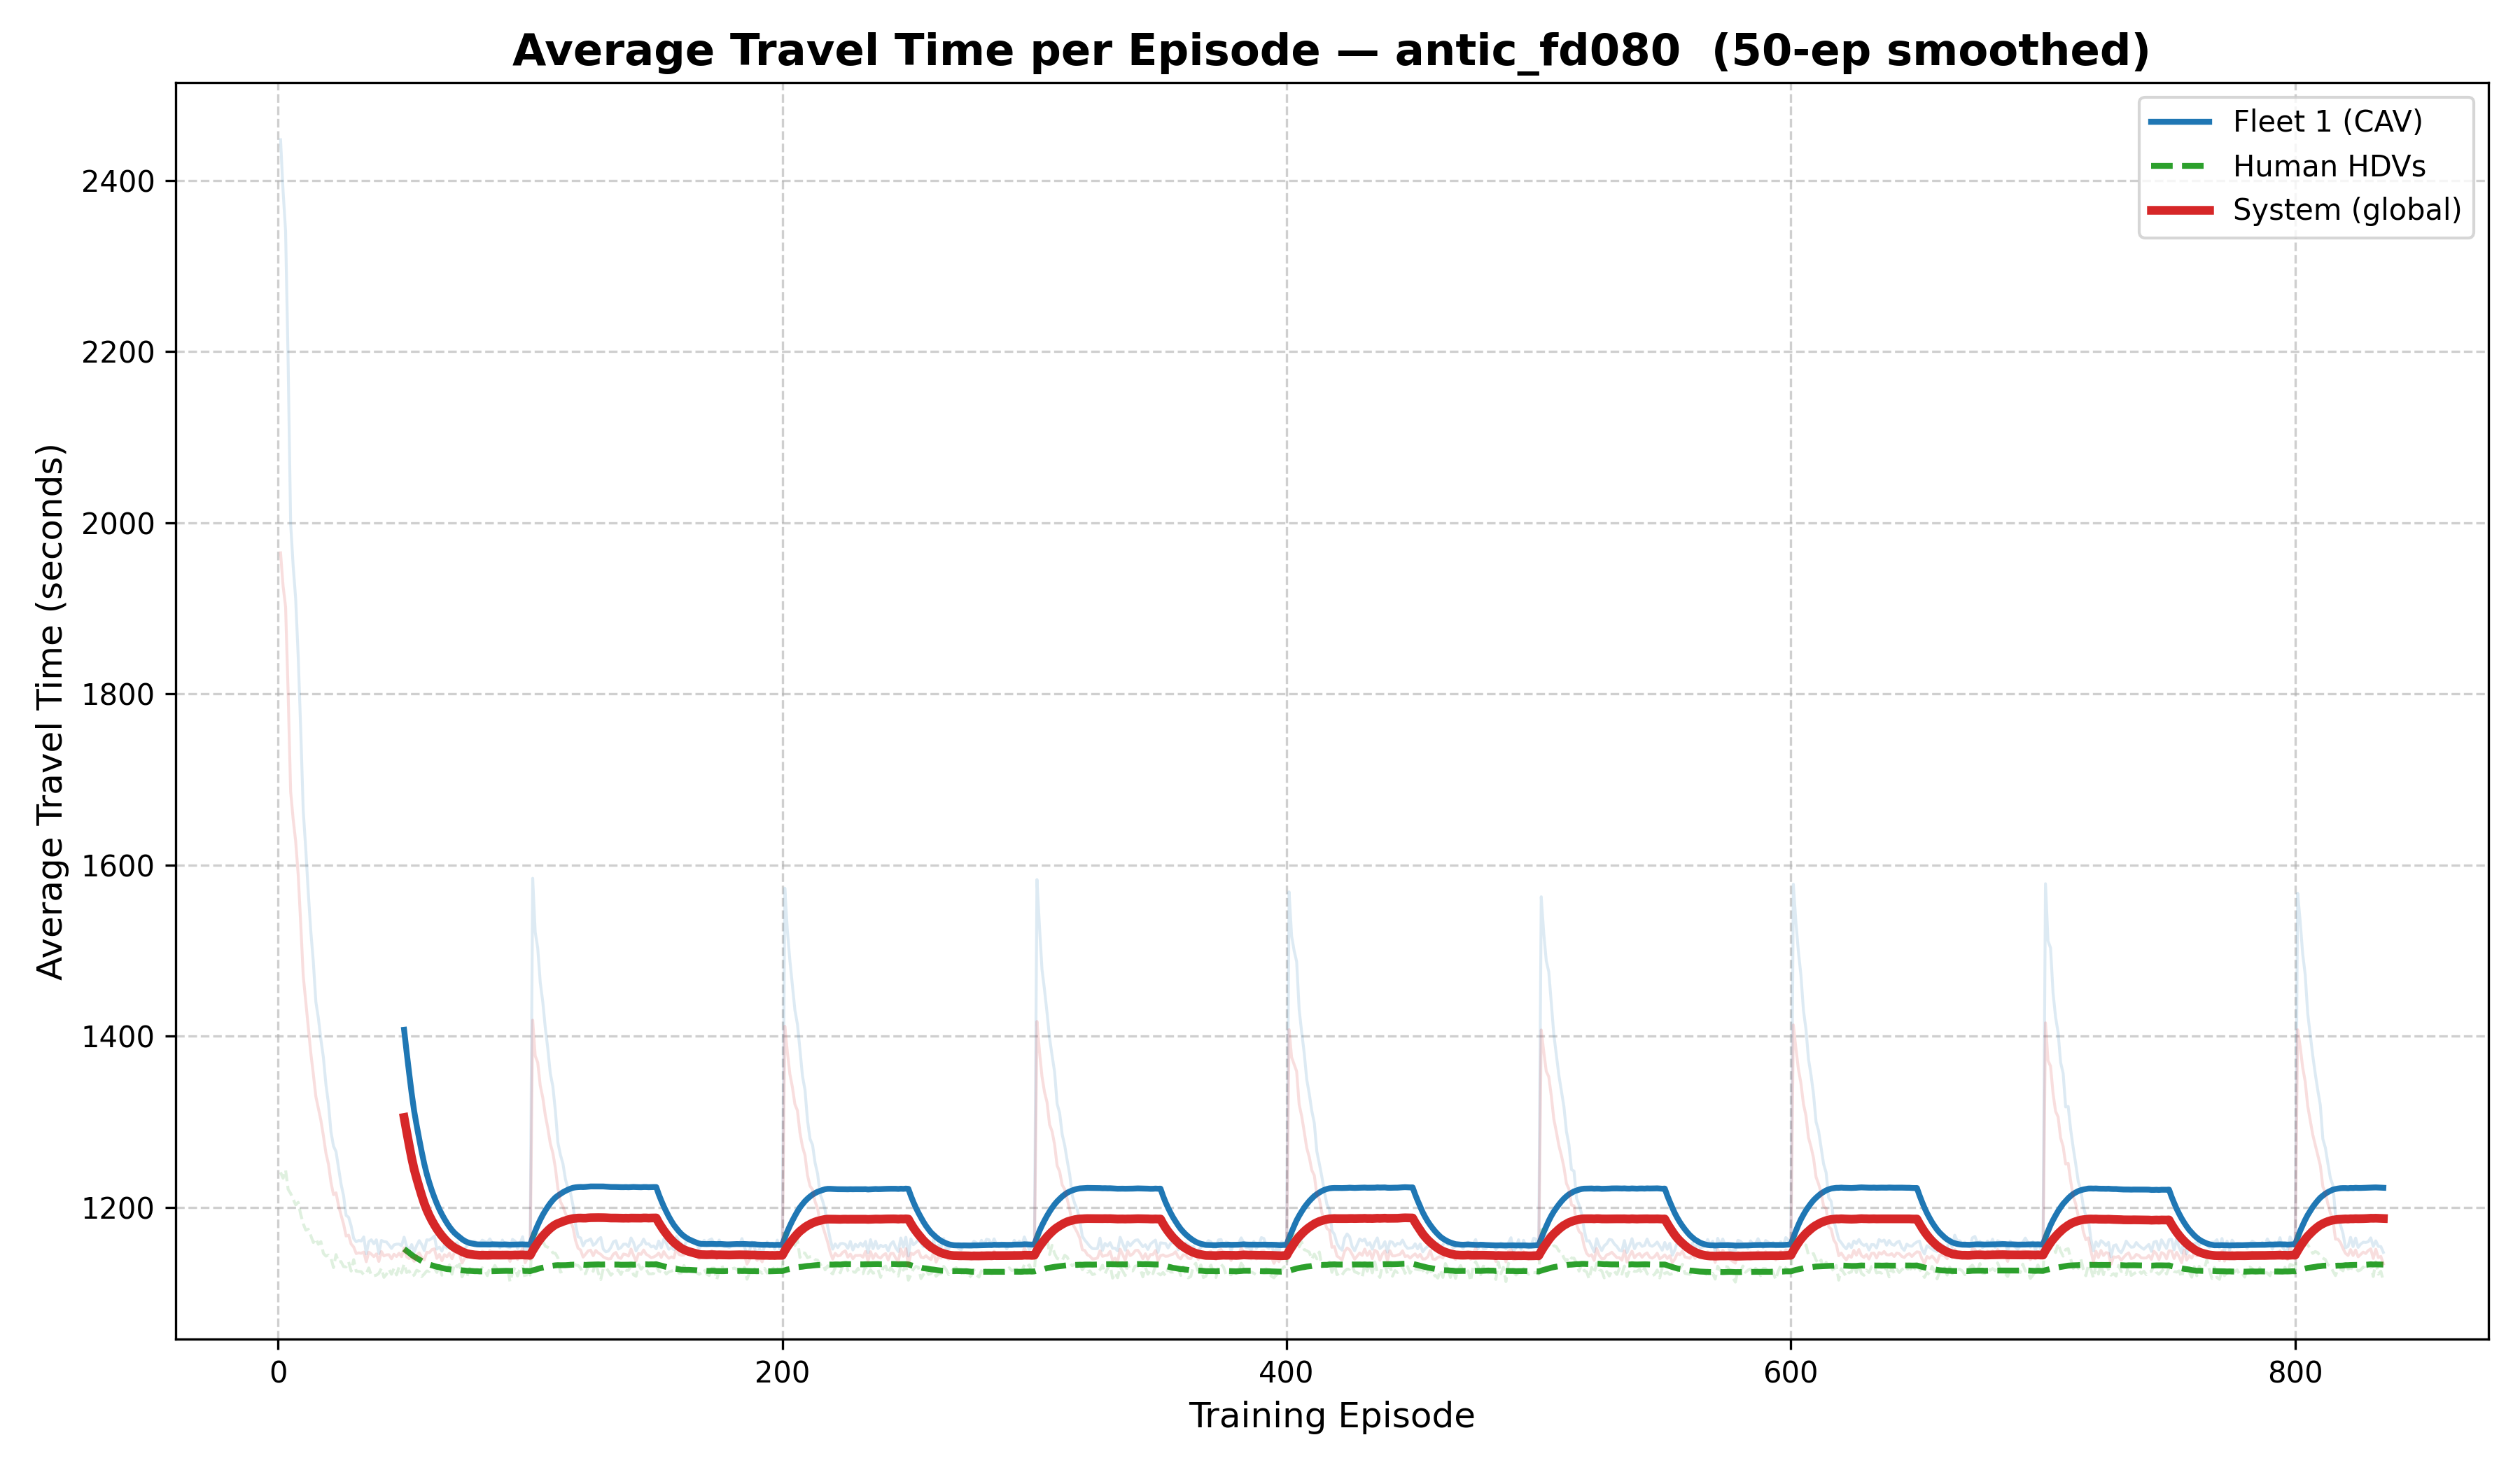 Average Travel Time per Episode — antic_fd080 (50-ep smoothed)
Fleet 1 (CAV)
Human HDVs
System (global)
Average Travel Time (seconds)
2400
2200
2000
1800
1600
1400
1200
0
200
400
600
800
Training Episode